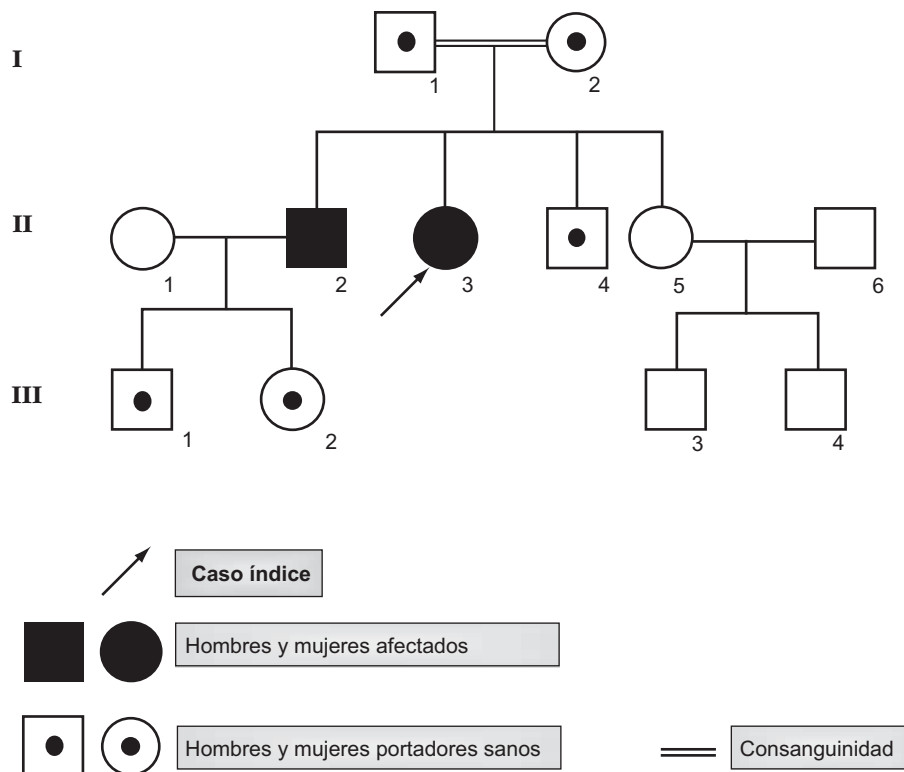 I
1
2
II
1
2
3
4
5
6
III
1
2
3
4
Caso índice
Hombres y mujeres afectados
Hombres y mujeres portadores sanos
Consanguinidad